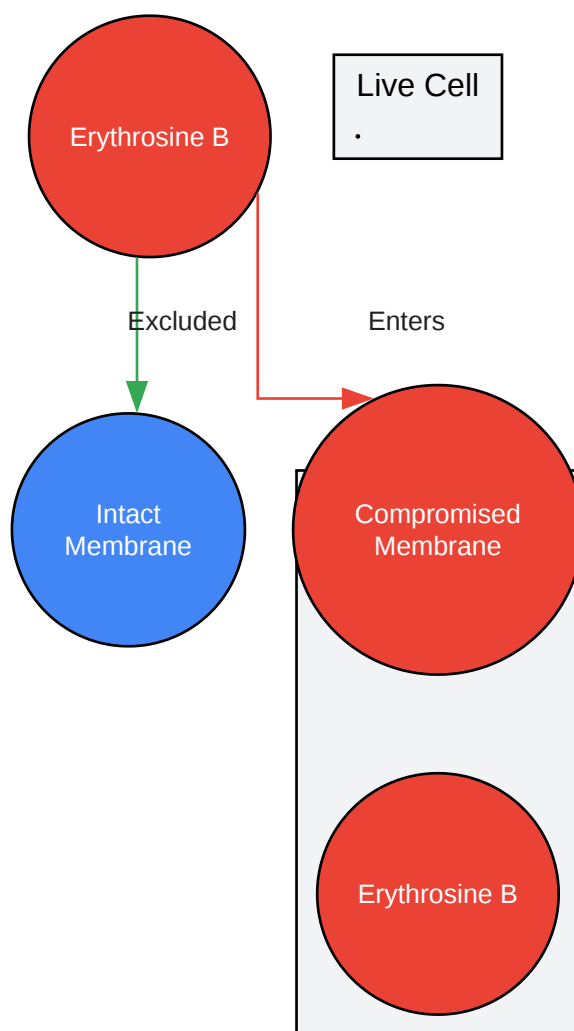 Erythrosine B
Live Cell
.
Excluded
Enters
Intact
Membrane
Compromised
Membrane
Erythrosine B